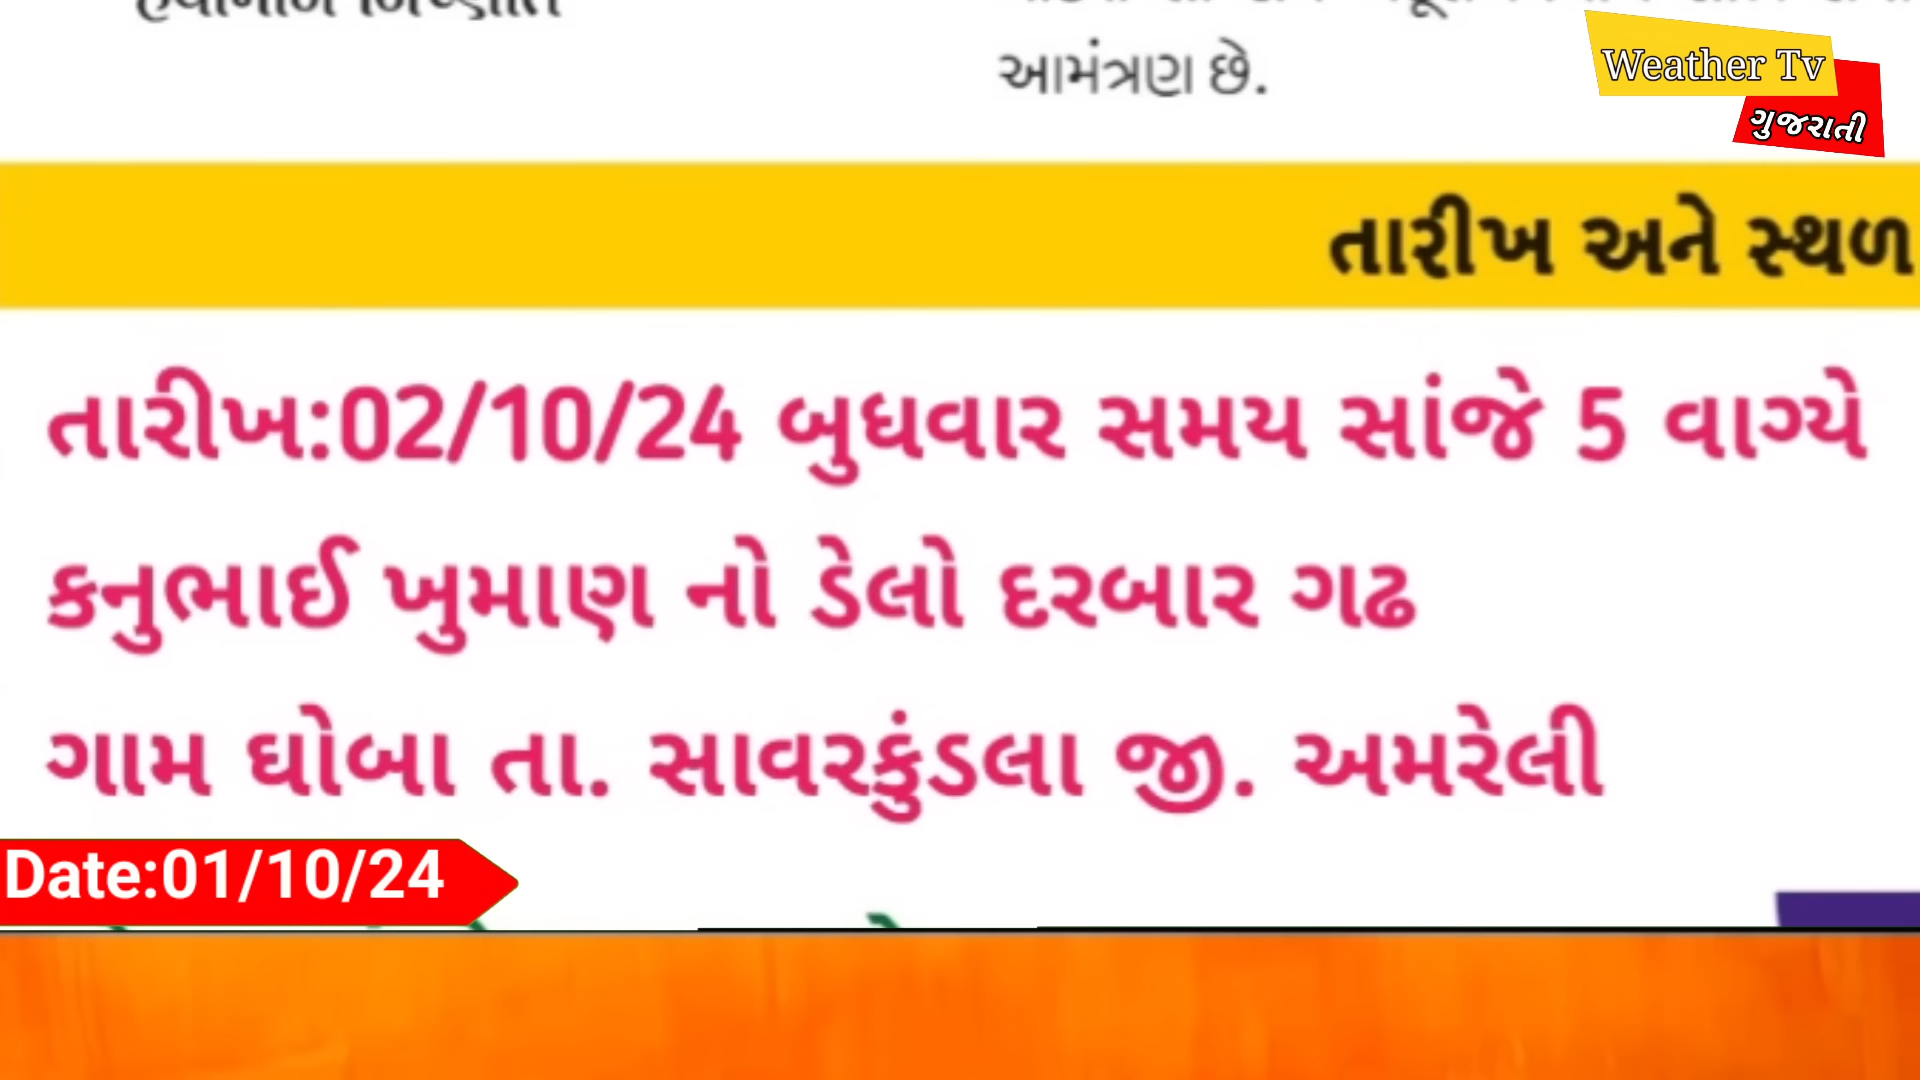 આમંત્રણ છે.
Weather Tv
ગુજરાતી
તારીખ અને સ્થળ
તારીખ:02/10/24 બુધવાર સમય સાંજે 5 વાગ્યે
કનુભાઈ ખુમાણ નો ડેલો દરબાર ગઢ
ગામ ઘોબા તા. સાવરકુંડલા જી. અમરેલી
Date:01/10/24